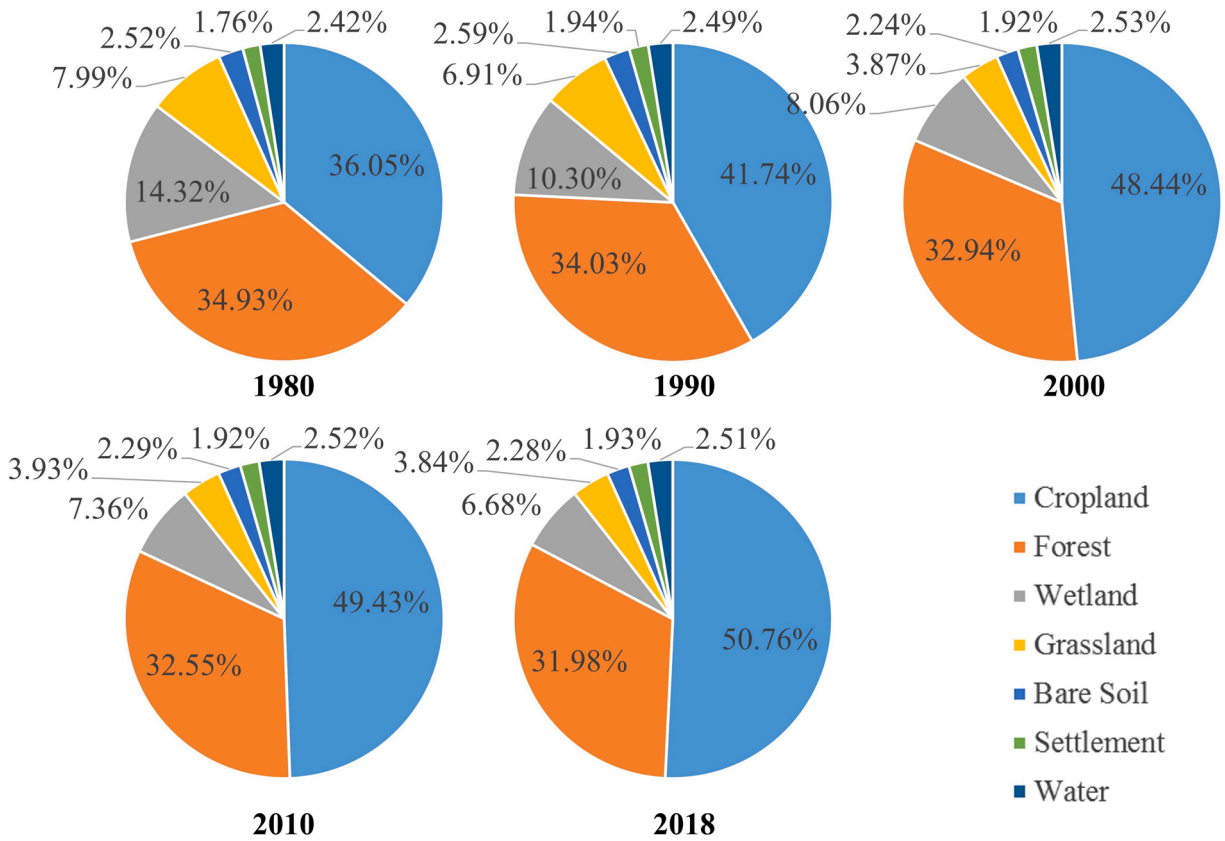 1.76% 2.42%
2.52%
7.99%
36.05%
14.32%
34.93%
1980
1.94% 2.49%
2.59%
6.91%
41.74%
10.30%
34.03%
1990
2.24% 1.92% 2.53%
3.87%
8.06%
48.44%
32.94%
2000
2.29% 1.92% 2.52%
3.93%
7.36%
49.43%
32.55%
2010
2.28% 1.93% 2.51%
3.84%
6.68%
50.76%
31.98%
2018
Cropland
Forest
Wetland
Grassland
Bare Soil
Settlement
Water